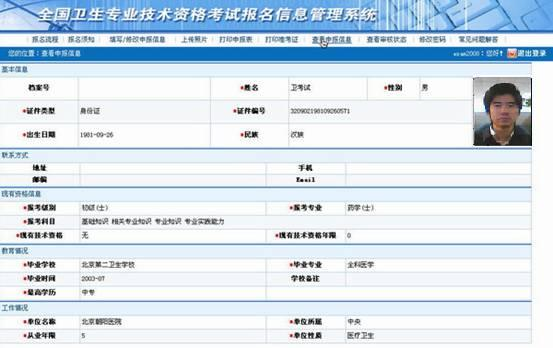 全国卫生专业技术资格考试报名信息管理系统
报名流程 | 报名须知 | 填写/修改申报信息 | 上传照片 | 打印申报表 | 打印准考证 | 查看申报信息 | 查看审核状态 | 修改密码 | 常见问题解答
您的位置：查看申报信息 exam2008：您好! 退出登录
基本信息
档案号 *姓名 卫考试 *性别 男
*证件类型 身份证 *证件编号 320902198109260571
*出生日期 1981-09-26 *民族 汉族
联系方式
地址 手机
邮编 Email
现有资格信息
*报考级别 初级(士) *报考专业 药学(士)
*报考科目 基础知识 相关专业知识 专业知识 专业实践能力
*现有技术资格 无 *现有技术资格年限 0
教育情况
*毕业学校 北京第二卫生学校 *毕业专业 全科医学
*毕业时间 2003-07 学校备注
*最高学历 中专
工作情况
*单位名称 北京朝阳医院 *单位所属 中央
*从业年限 5 *单位性质 医疗卫生